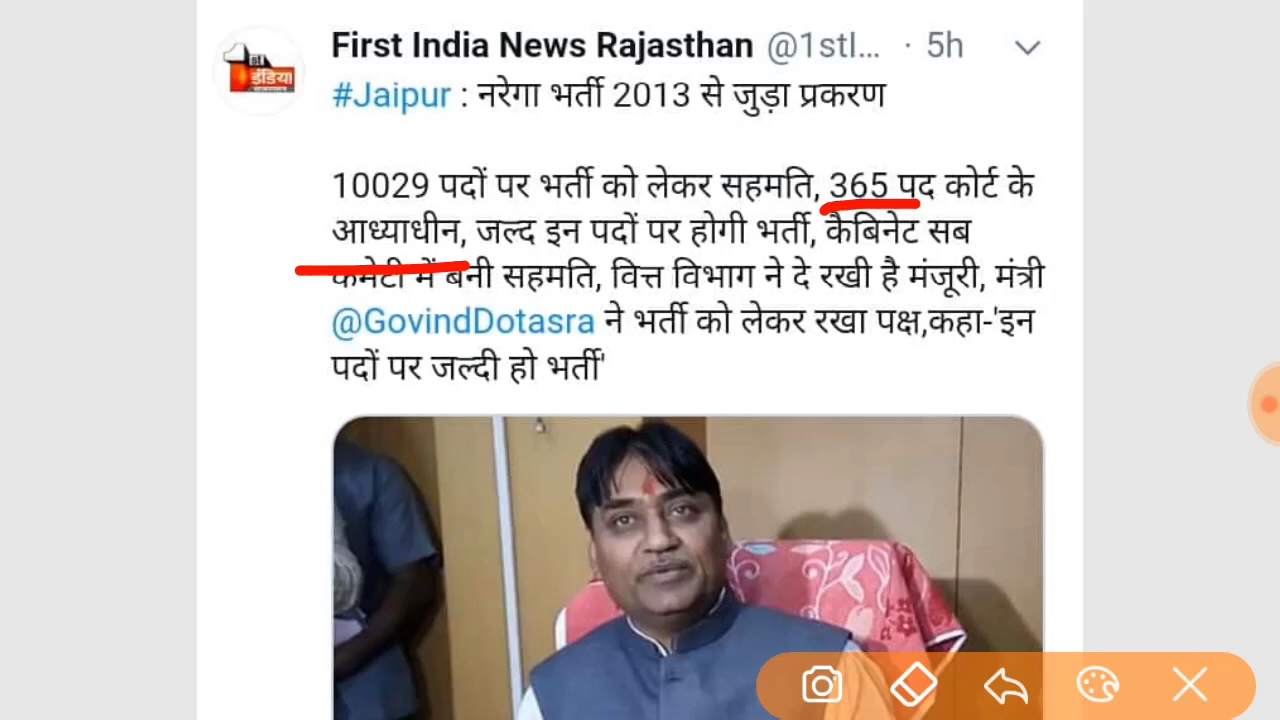 First India News Rajasthan @1stI... · 5h
#Jaipur : नरेगा भर्ती 2013 से जुड़ा प्रकरण
10029 पदों पर भर्ती को लेकर सहमति, 365 पद कोर्ट के
आध्याधीन, जल्द इन पदों पर होगी भर्ती, कैबिनेट सब
कमेटी में बनी सहमति, वित्त विभाग ने दे रखी है मंजूरी, मंत्री
@GovindDotasra ने भर्ती को लेकर रखा पक्ष,कहा-'इन
पदों पर जल्दी हो भर्ती'
इंडिया